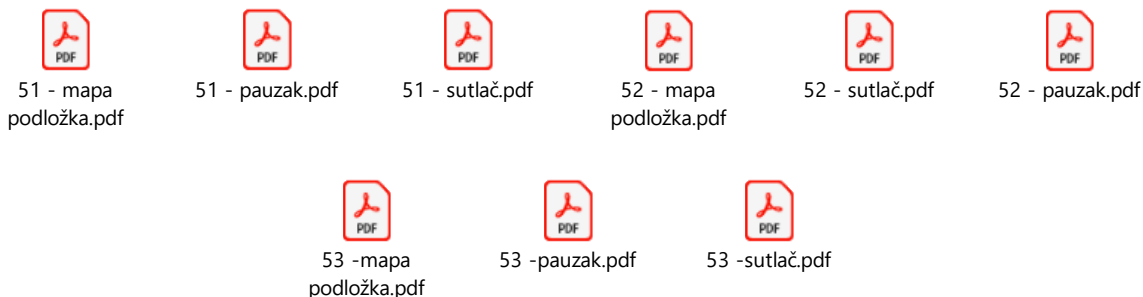 PDF PDF PDF PDF PDF PDF
51 - mapa podložka.pdf
51 - pauzak.pdf
51 - sutlač.pdf
52 - mapa podložka.pdf
52 - sutlač.pdf
52 - pauzak.pdf
PDF PDF PDF
53 -mapa podložka.pdf
53 -pauzak.pdf
53 -sutlač.pdf